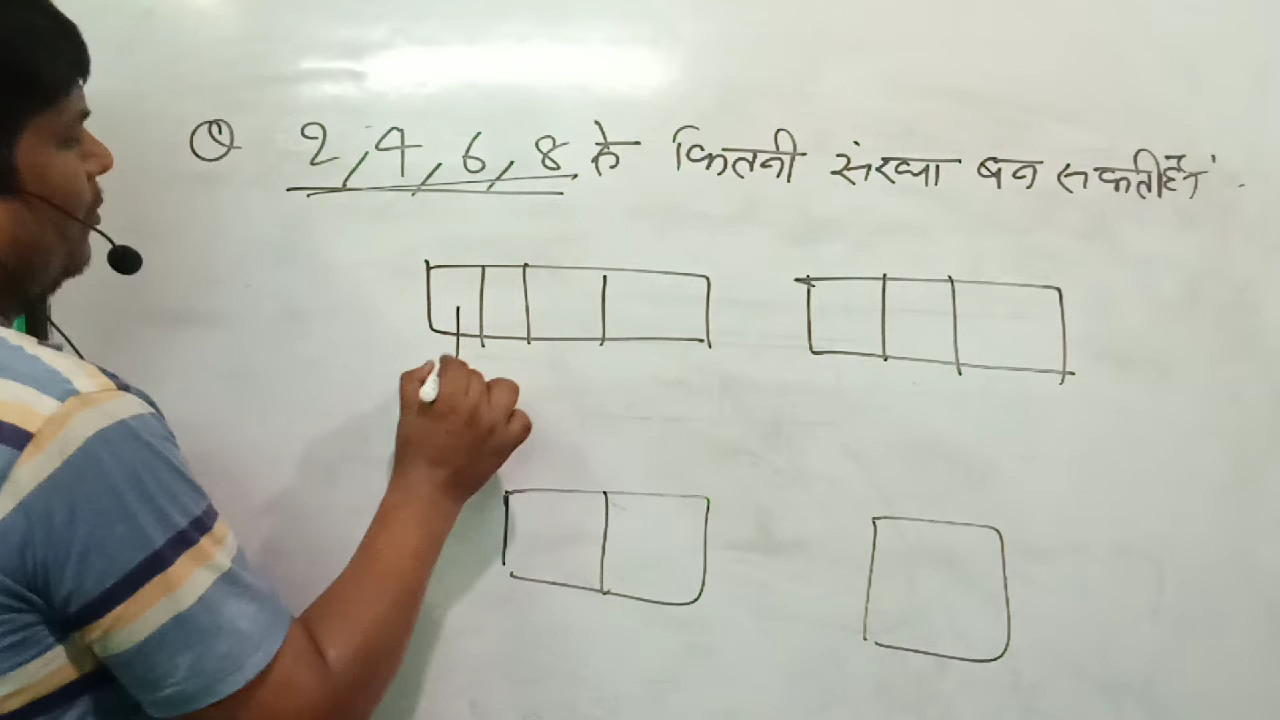 Q 2, 4, 6, 8 से कितनी संख्या बन सकती हैं.